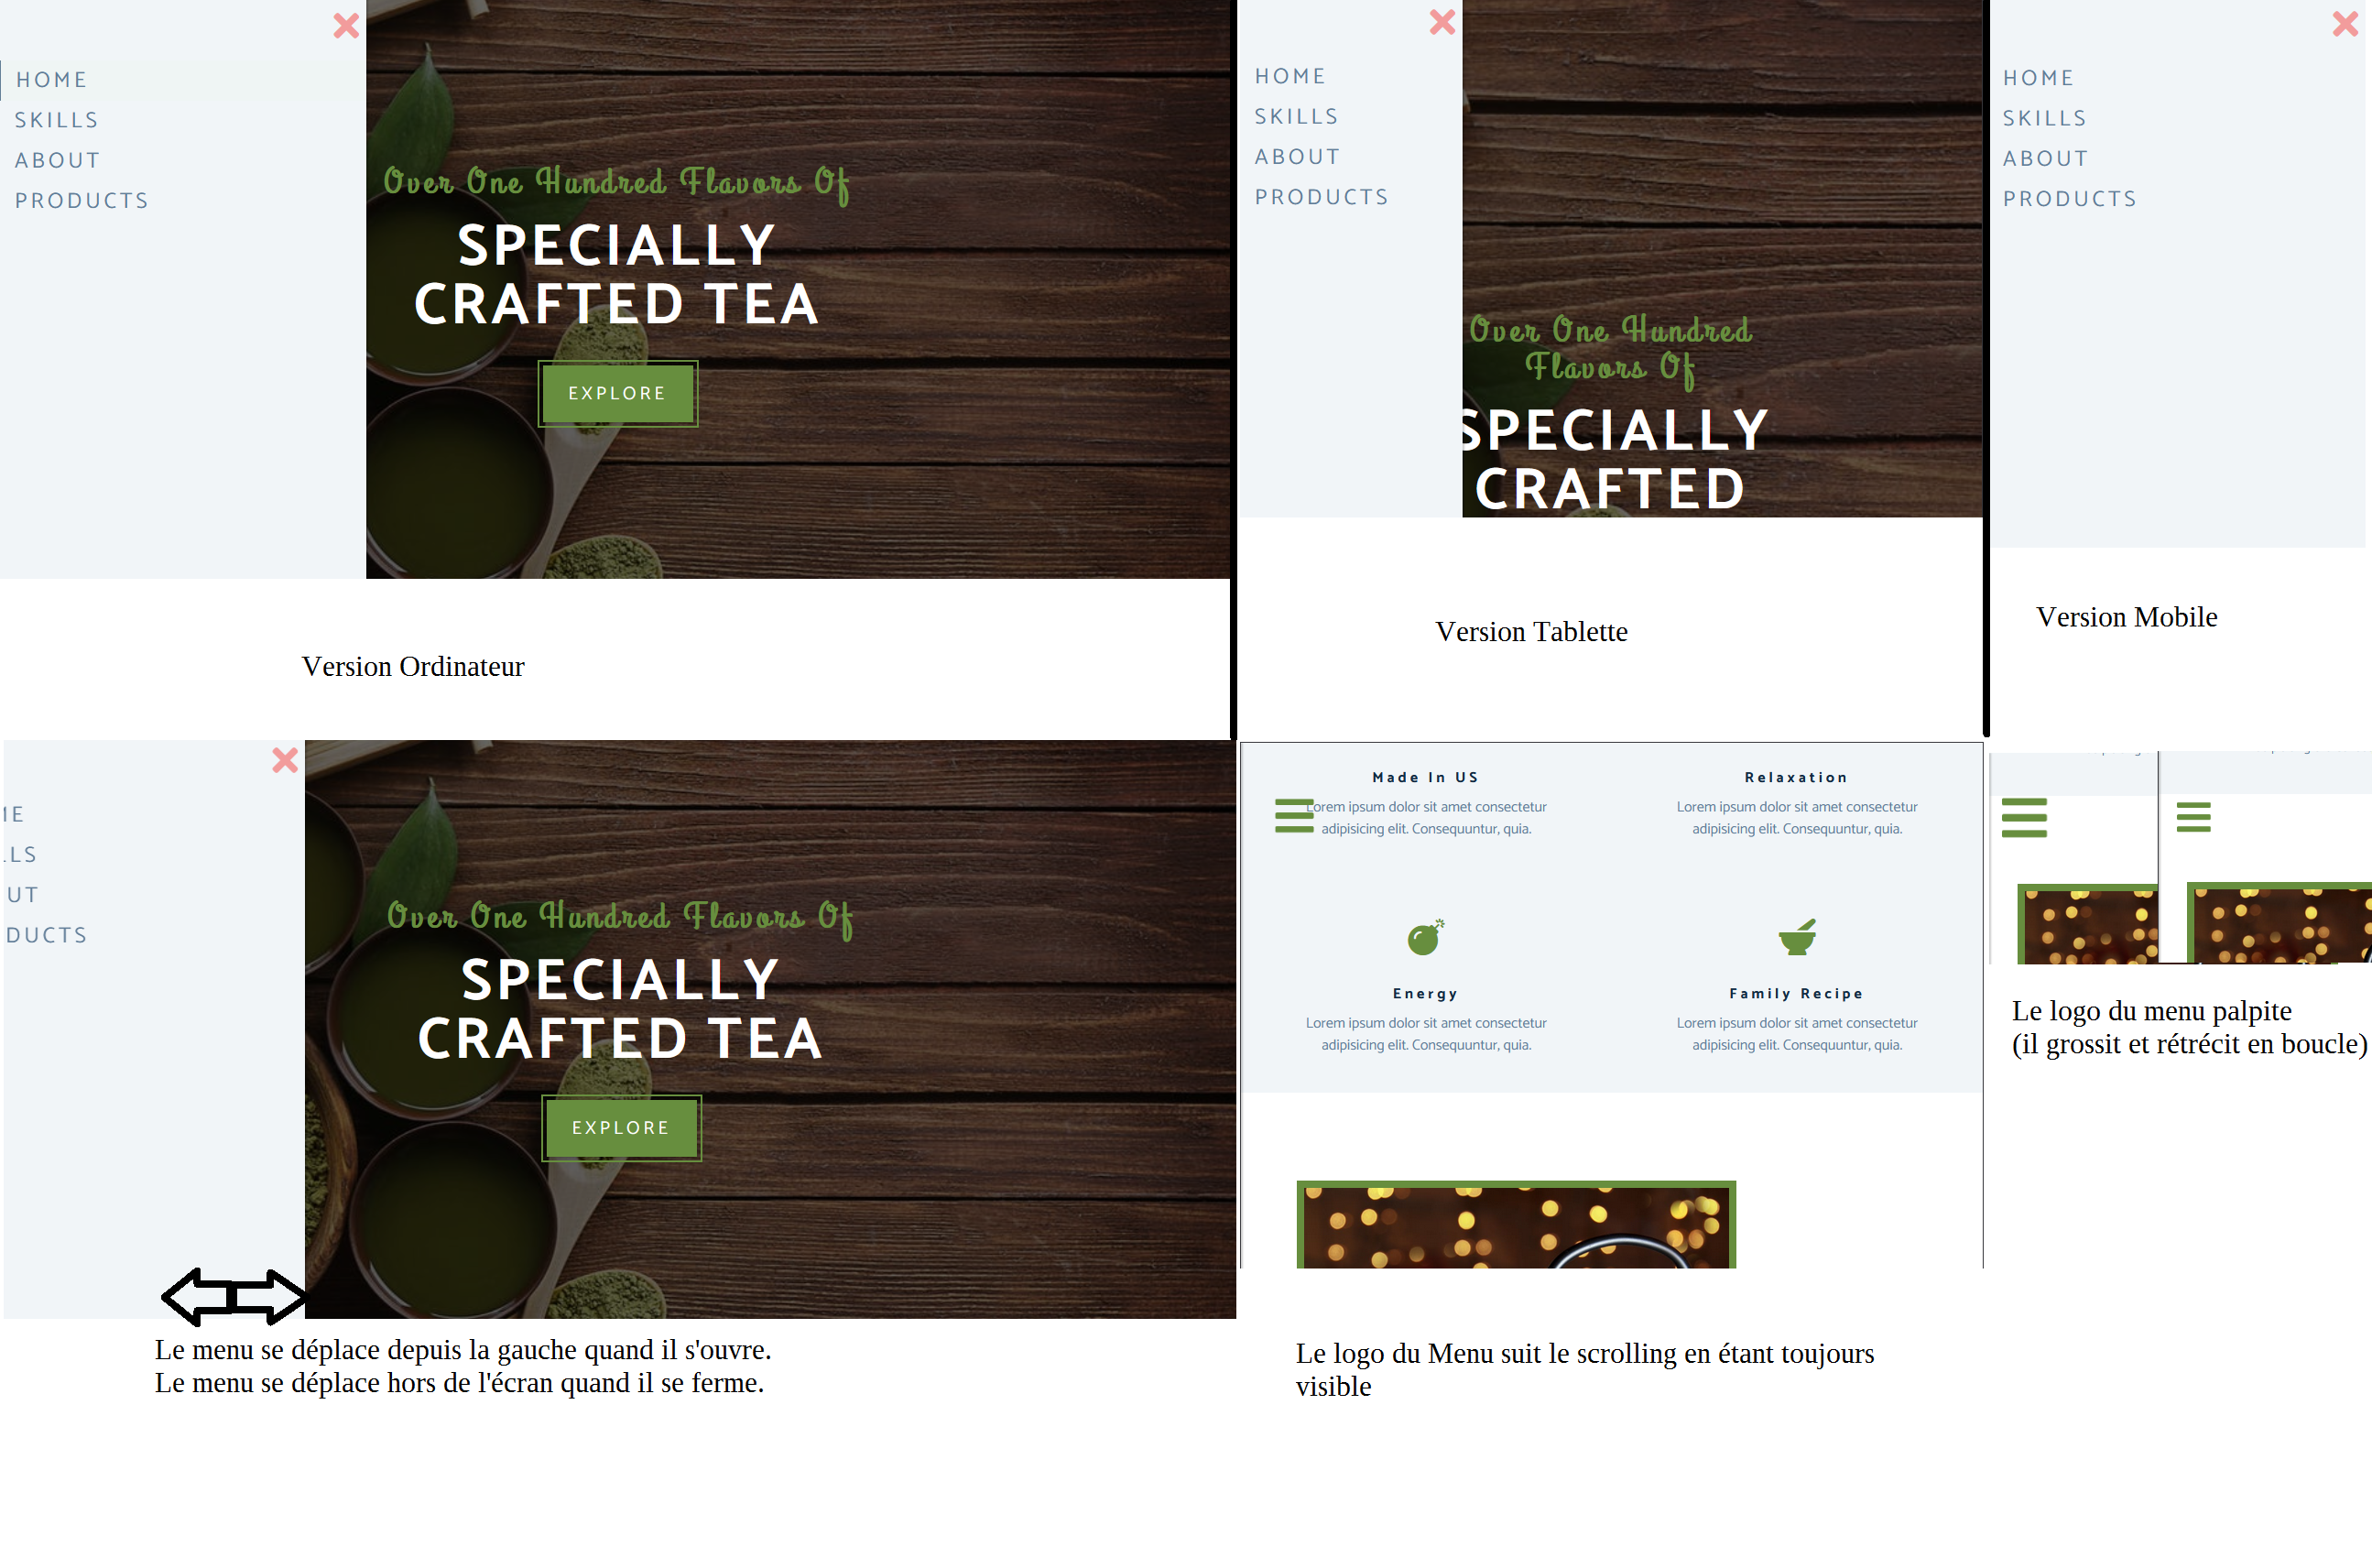 HOME
SKILLS
ABOUT
PRODUCTS
Over One Hundred Flavors Of
SPECIALLY
CRAFTED TEA
EXPLORE
Version Ordinateur
HOME
SKILLS
ABOUT
PRODUCTS
Over One Hundred
Flavors Of
SPECIALLY
CRAFTED
Version Tablette
HOME
SKILLS
ABOUT
PRODUCTS
Version Mobile
ME
LLS
UT
DUCTS
Over One Hundred Flavors Of
SPECIALLY
CRAFTED TEA
EXPLORE
Le menu se déplace depuis la gauche quand il s'ouvre.
Le menu se déplace hors de l'écran quand il se ferme.
Made In US
Lorem ipsum dolor sit amet consectetur
adipisicing elit. Consequuntur, quia.
Relaxation
Lorem ipsum dolor sit amet consectetur
adipisicing elit. Consequuntur, quia.
Energy
Lorem ipsum dolor sit amet consectetur
adipisicing elit. Consequuntur, quia.
Family Recipe
Lorem ipsum dolor sit amet consectetur
adipisicing elit. Consequuntur, quia.
Le logo du Menu suit le scrolling en étant toujours
visible
Le logo du menu palpite
(il grossit et rétrécit en boucle)